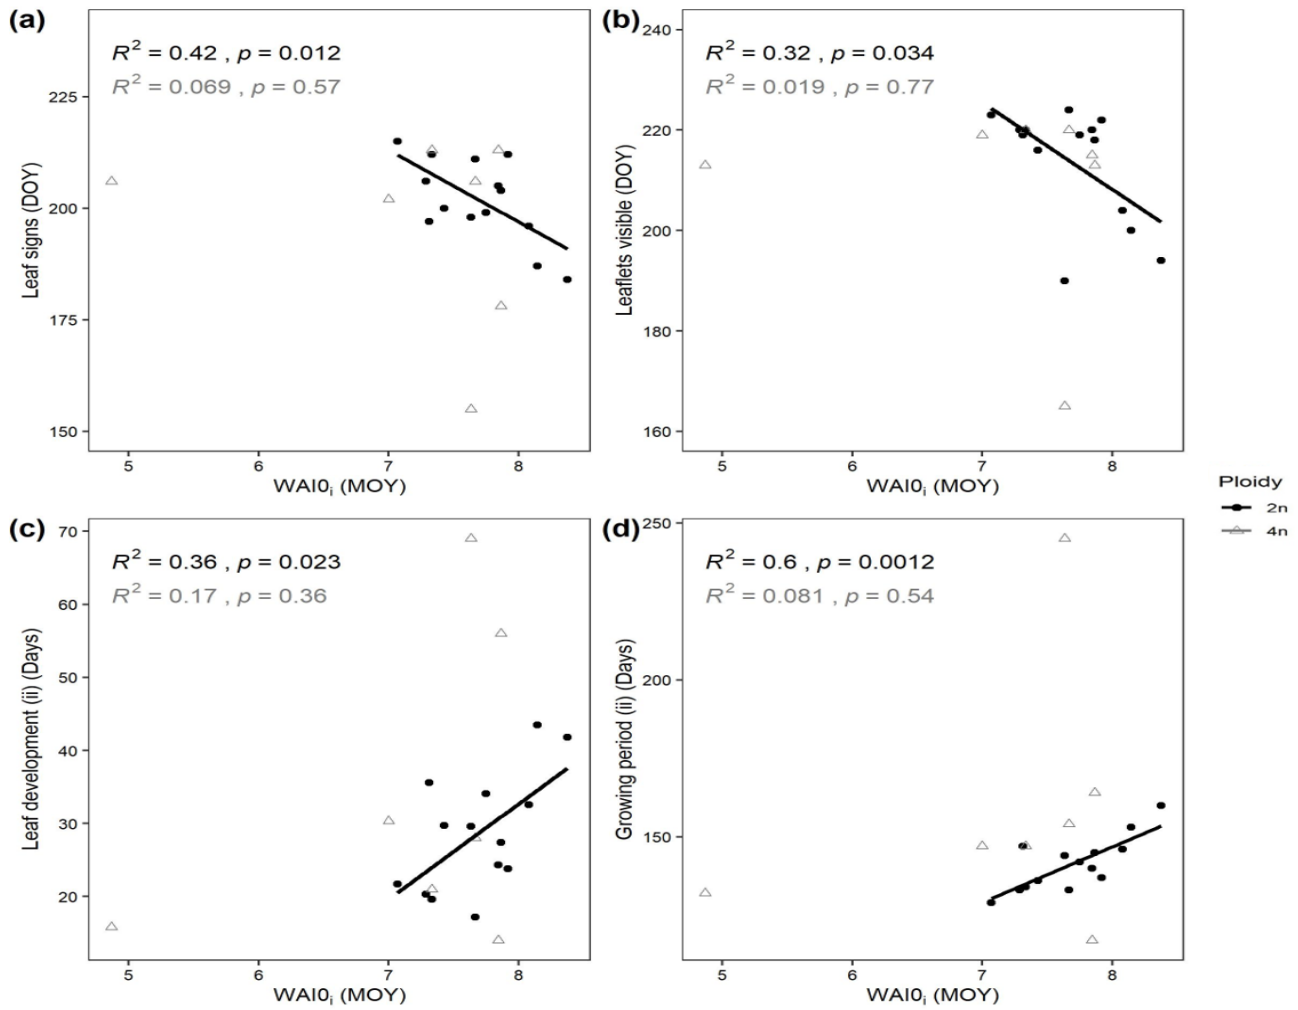 (a)
R² = 0.42 , p = 0.012
R² = 0.069 , p = 0.57
Leaf signs (DOY)
225
200
175
150
5 6 7 8
WAI0i (MOY)
(b)
R² = 0.32 , p = 0.034
R² = 0.019 , p = 0.77
Leaflets visible (DOY)
240
220
200
180
160
5 6 7 8
WAI0i (MOY)
Ploidy
2n
4n
(c)
R² = 0.36 , p = 0.023
R² = 0.17 , p = 0.36
Leaf development (ii) (Days)
70
60
50
40
30
20
5 6 7 8
WAI0i (MOY)
(d)
R² = 0.6 , p = 0.0012
R² = 0.081 , p = 0.54
Growing period (ii) (Days)
250
200
150
5 6 7 8
WAI0i (MOY)